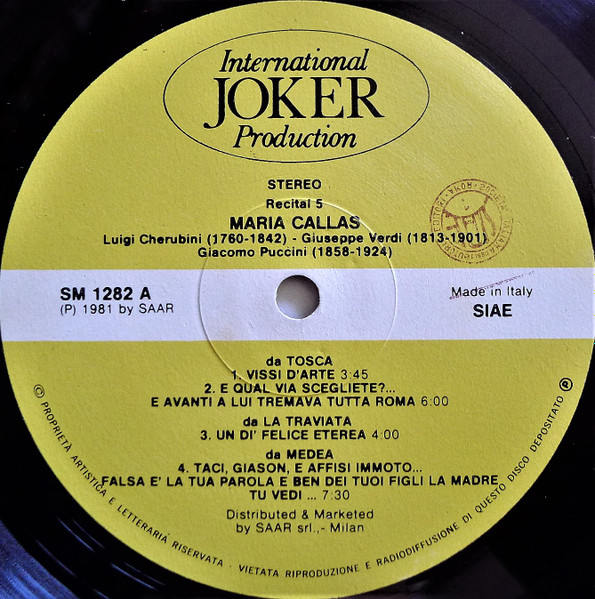 International
JOKER
Production
STEREO
Recital 5
MARIA CALLAS
Luigi Cherubini (1760-1842) - Giuseppe Verdi (1813-1901)
Giacomo Puccini (1858-1924)
SM 1282 A
(P) 1981 by SAAR
Made in Italy
SIAE
da TOSCA
1. VISSI D'ARTE 3:45
2. E QUAL VIA SCEGLIETE?...
E AVANTI A LUI TREMAVA TUTTA ROMA 6:00
da LA TRAVIATA
3. UN DI' FELICE ETEREA 4:00
da MEDEA
4. TACI, GIASON, E AFFISI IMMOTO...
FALSA E' LA TUA PAROLA E BEN DEI TUOI FIGLI LA MADRE
TU VEDI ... 7:30
Distributed & Marketed
by SAAR srl,- Milan
© PROPRIETÀ ARTISTICA E LETTERARIA RISERVATA - VIETATA RIPRODUZIONE E RADIODIFFUSIONE DI QUESTO DISCO DEPOSITATO ℗